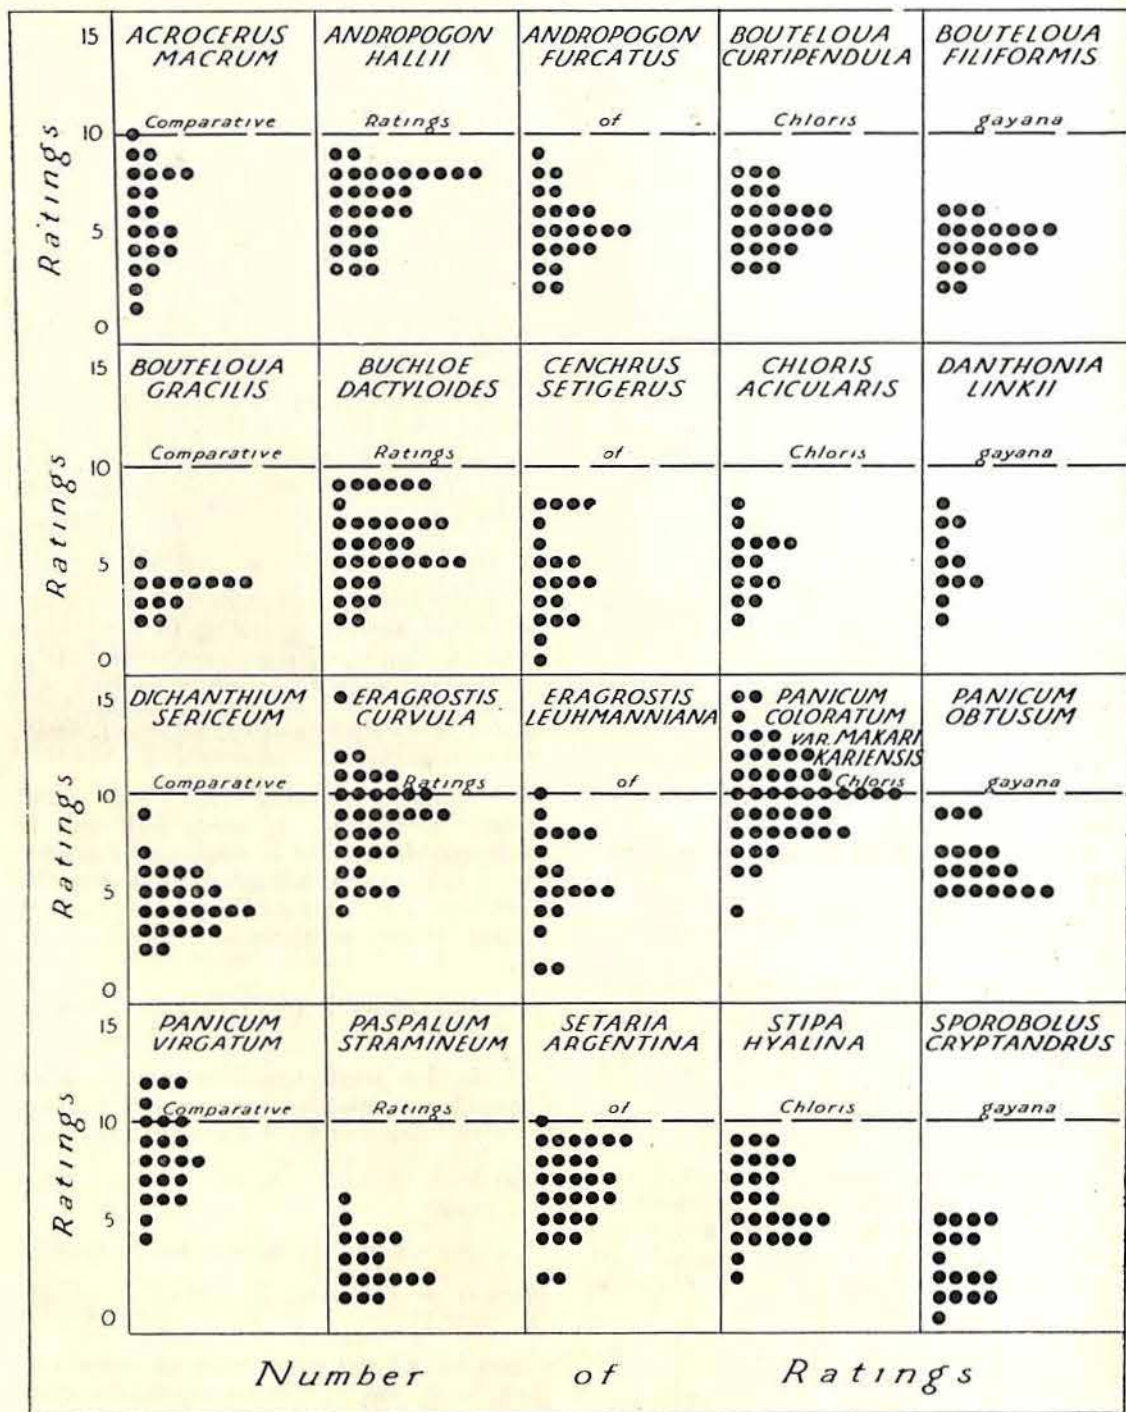 15 ACROCERUS ANDROPOGON ANDROPOGON BOUTELOUA BOUTELOUA
MACRUM HALLII FURCATUS CURTIPENDULA FILIFORMIS
Comparative Ratings of Chloris gayana
10
Ratings
5
0
15 BOUTELOUA BUCHLOE CENCHRUS CHLORIS DANTHONIA
GRACILIS DACTYLOIDES SETIGERUS ACICULARIS LINKII
Comparative Ratings of Chloris gayana
10
Ratings
5
0
15 DICHANTHIUM ERAGROSTIS ERAGROSTIS PANICUM PANICUM
SERICEUM CURVULA LEUHMANNIANA COLORATUM OBTUSUM
VAR. MAKARI
KARIENSIS
Comparative Ratings of Chloris gayana
10
Ratings
5
0
15 PANICUM PASPALUM SETARIA STIPA SPOROBOLUS
VIRGATUM STRAMINEUM ARGENTINA HYALINA CRYPTANDRUS
Comparative Ratings of Chloris gayana
10
Ratings
5
0
Number of Ratings